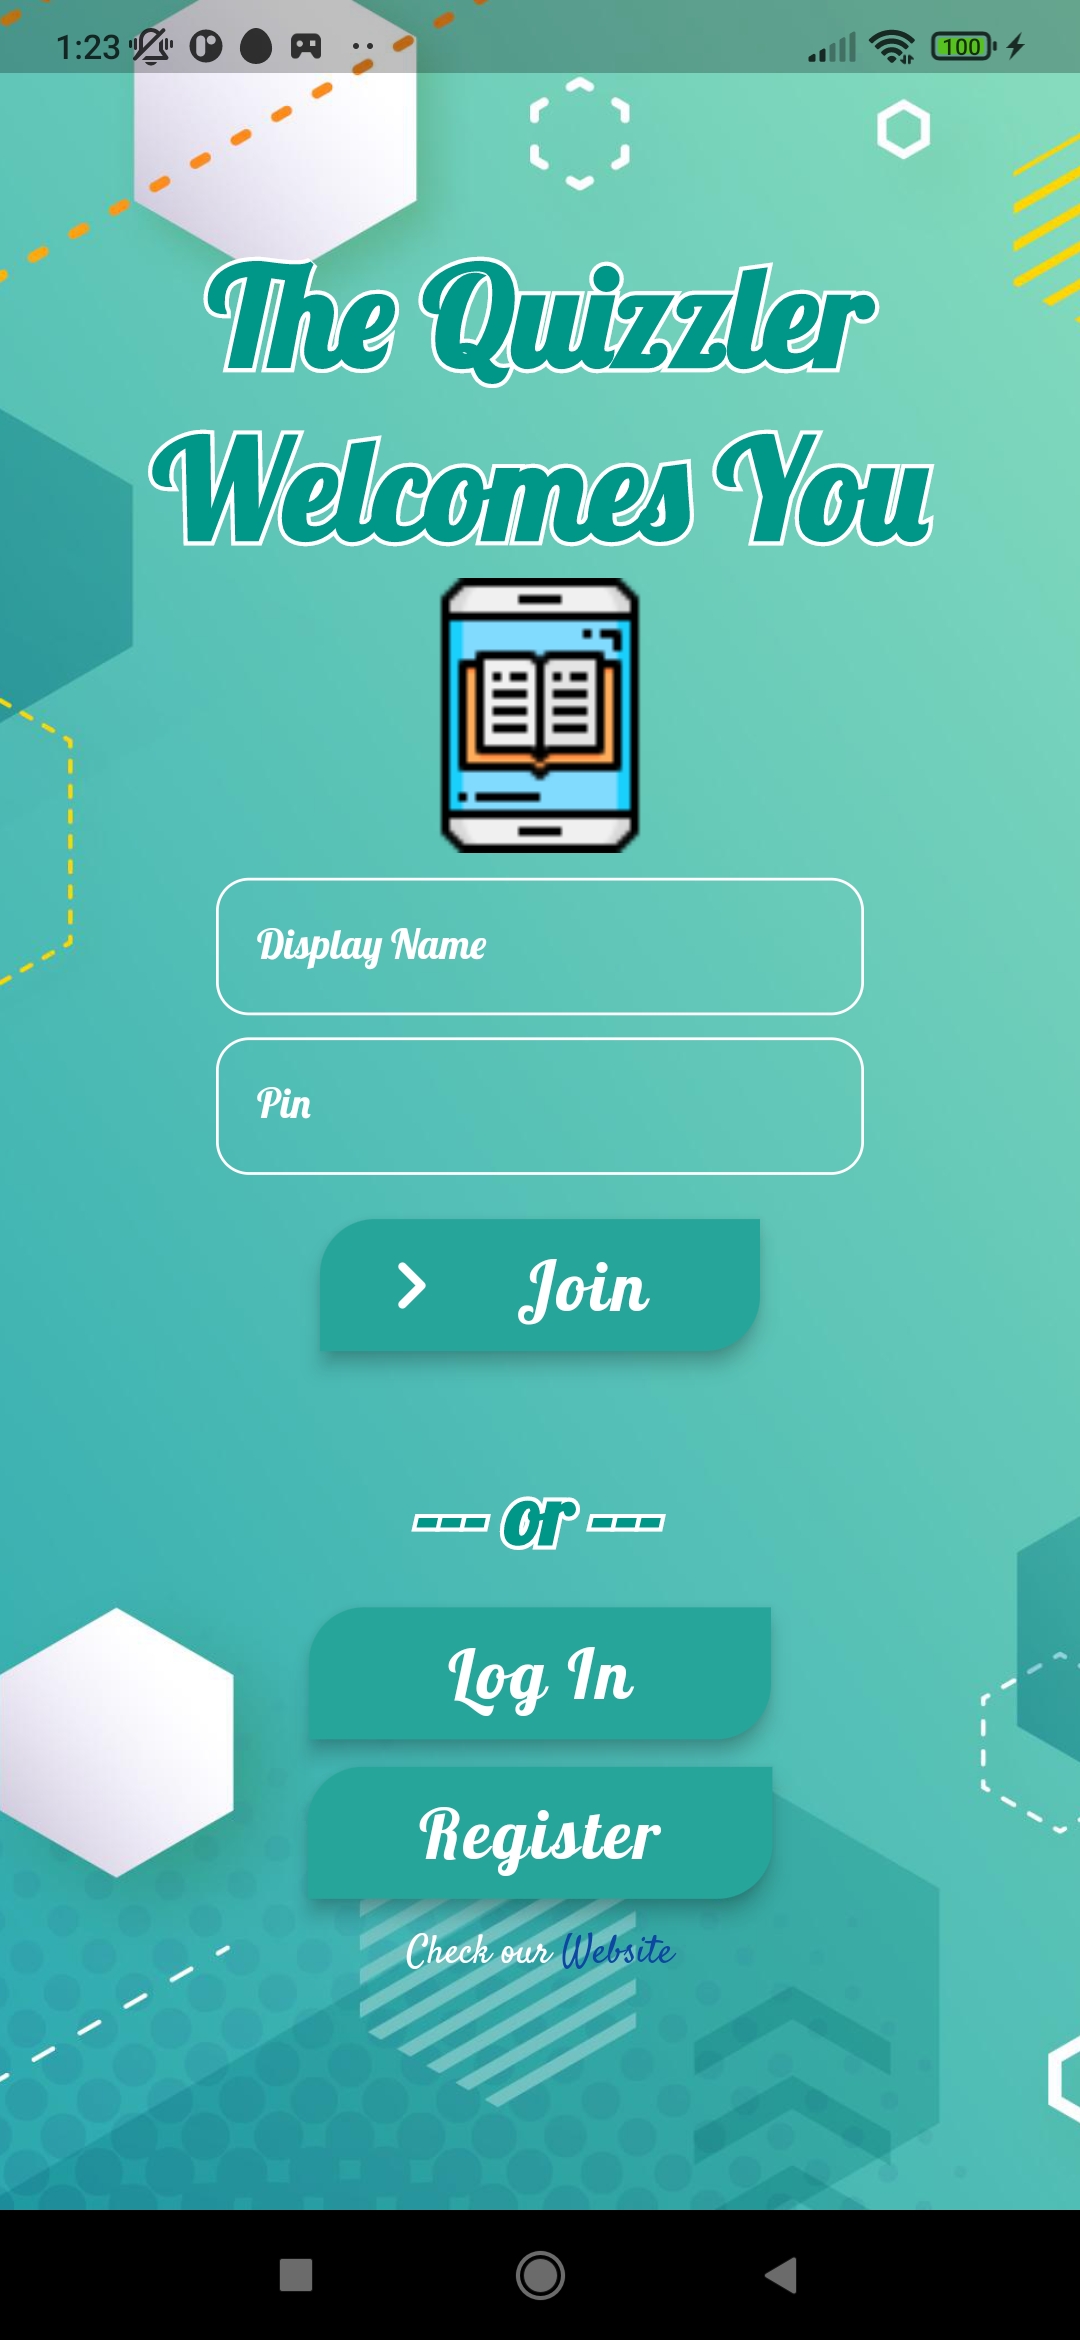 1:23
100
The Quizzler
Welcomes You
Display Name
Pin
Join
--- or ---
Log In
Register
Check our Website